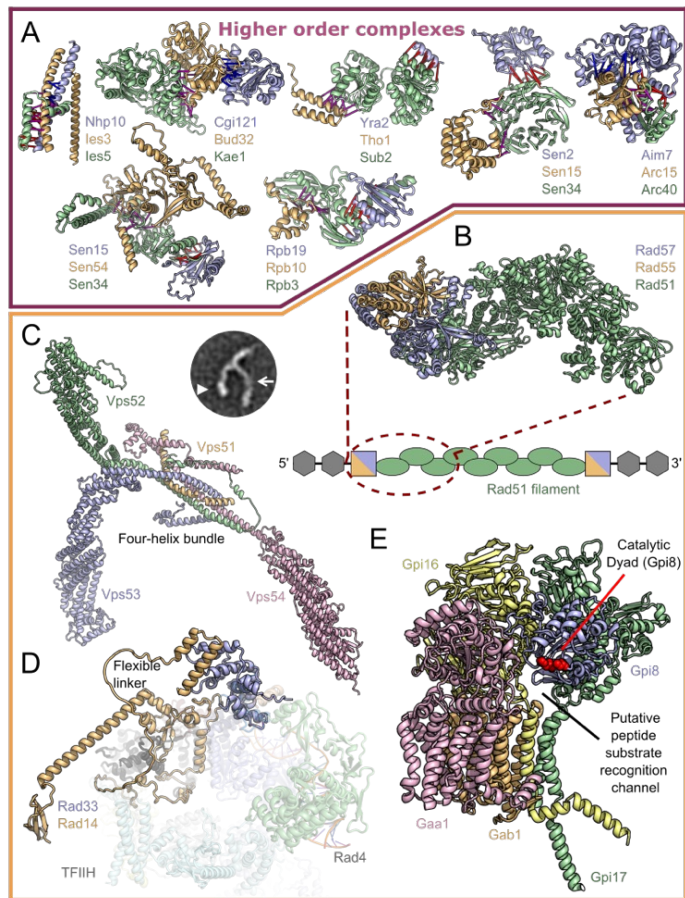 A
Higher order complexes
Nhp10
Ies3
Ies5
Cgi121
Bud32
Kae1
Yra2
Tho1
Sub2
Sen2
Sen15
Sen34
Aim7
Arc15
Arc40
Sen15
Sen54
Sen34
Rpb19
Rpb10
Rpb3
B
Rad57
Rad55
Rad51
5'
3'
Rad51 filament
C
Vps52
Vps51
Four-helix bundle
Vps53
Vps54
D
Flexible
linker
Rad33
Rad14
TFIIH
Rad4
E
Gpi16
Catalytic
Dyad (Gpi8)
Gpi8
Putative
peptide
substrate
recognition
channel
Gaa1
Gab1
Gpi17